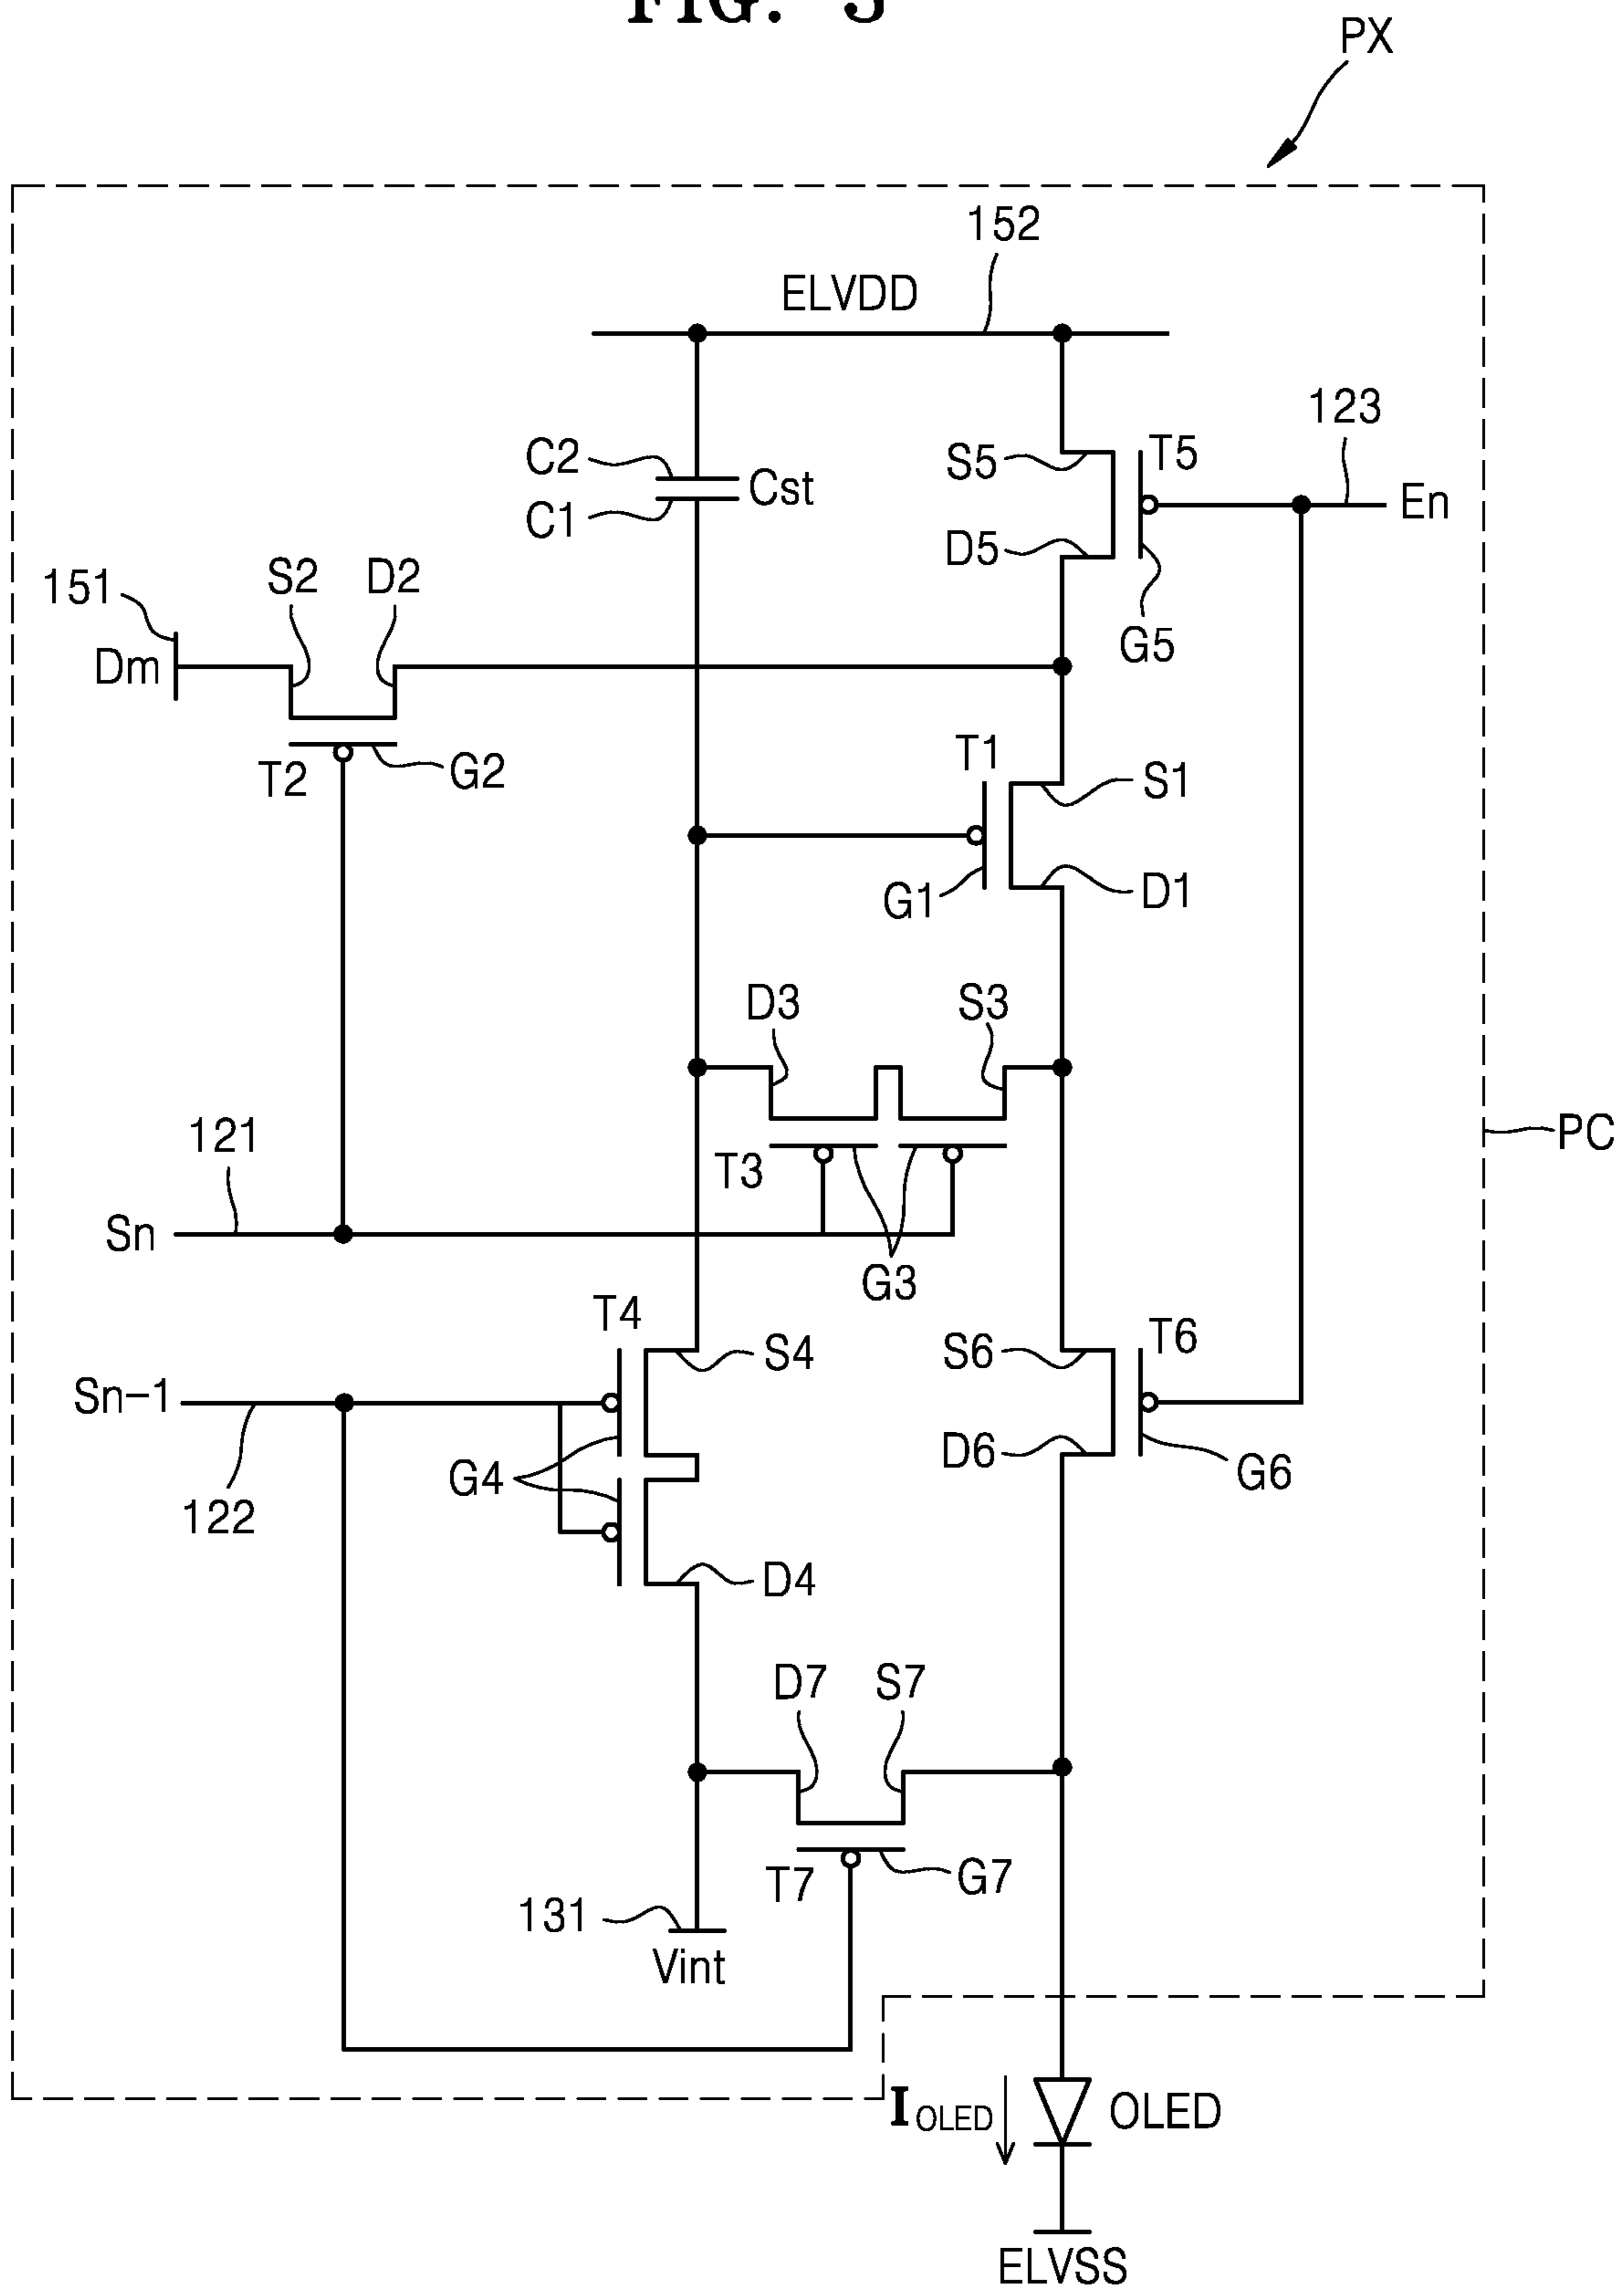 FIG. 3
PX
152
ELVDD
123
C2
Cst
C1
S5
T5
En
D5
G5
151
S2
D2
Dm
T2
G2
T1
S1
G1
D1
D3
S3
121
PC
T3
Sn
G3
T4
S4
S6
T6
Sn-1
D6
G4
G6
122
D4
D7
S7
T7
G7
131
Vint
IOLED
OLED
ELVSS